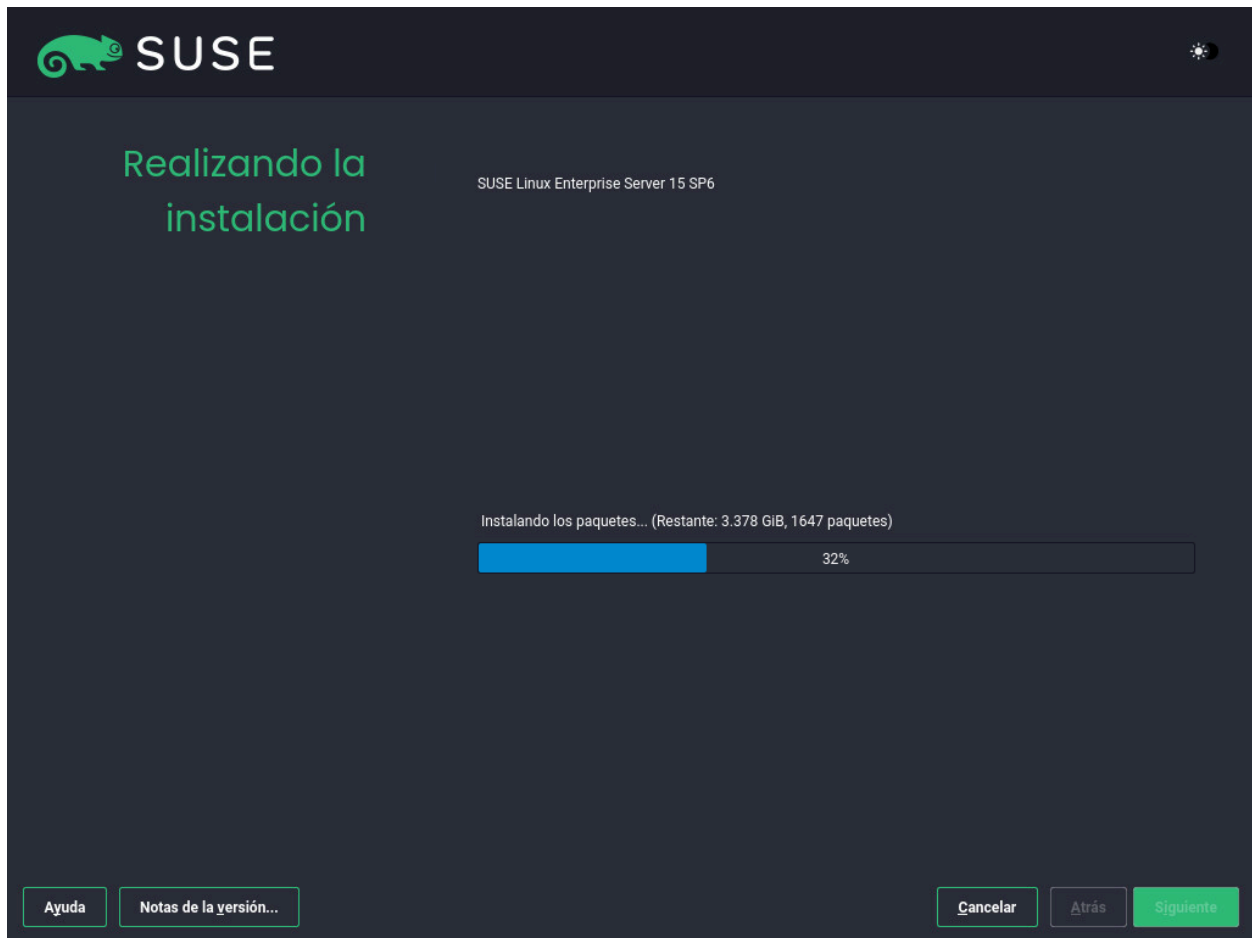 SUSE
Realizando la
instalación
SUSE Linux Enterprise Server 15 SP6
Instalando los paquetes... (Restante: 3.378 GiB, 1647 paquetes)
32%
Ayuda
Notas de la versión...
Cancelar
Atrás
Siguiente